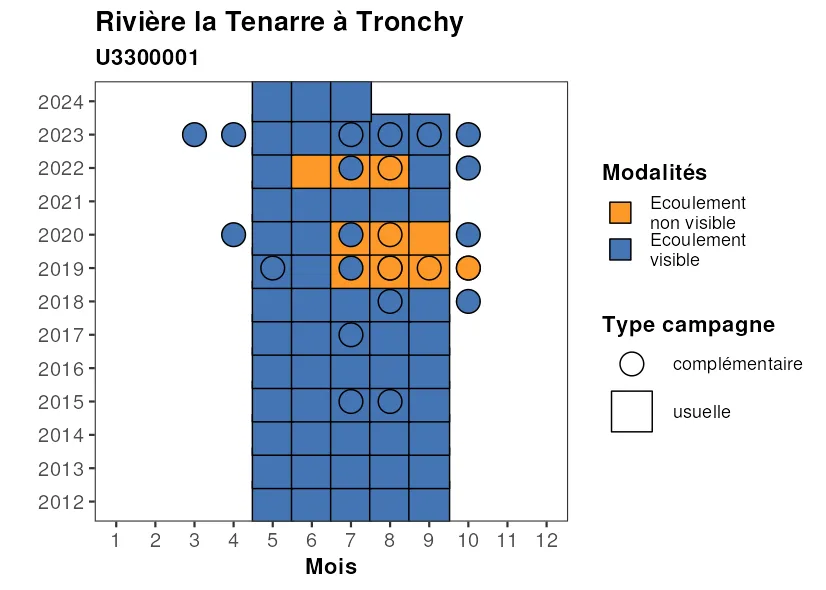 Rivière la Tenarre à Tronchy
U3300001
2024
2023
2022
2021
2020
2019
2018
2017
2016
2015
2014
2013
2012
1 2 3 4 5 6 7 8 9 10 11 12
Mois
Modalités
Ecoulement
non visible
Ecoulement
visible
Type campagne
complémentaire
usuelle